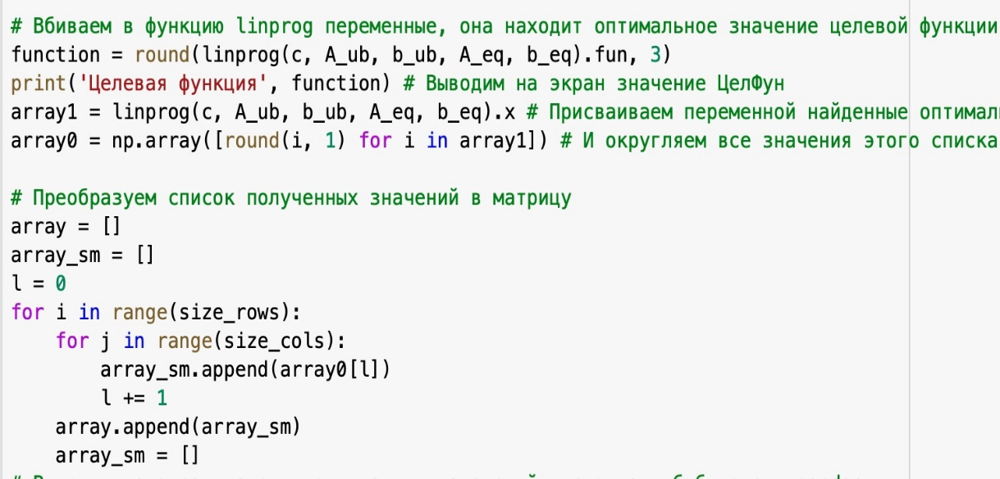 # Вбиваем в функцию linprog переменные, она находит оптимальное значение целевой функции
function = round(linprog(c, A_ub, b_ub, A_eq, b_eq).fun, 3)
print('Целевая функция', function) # Выводим на экран значение ЦелФун
array1 = linprog(c, A_ub, b_ub, A_eq, b_eq).x # Присваиваем переменной найденные оптимал
array0 = np.array([round(i, 1) for i in array1]) # И округляем все значения этого списка
# Преобразуем список полученных значений в матрицу
array = []
array_sm = []
l = 0
for i in range(size_rows):
    for j in range(size_cols):
        array_sm.append(array0[l])
        l += 1
    array.append(array_sm)
    array_sm = []